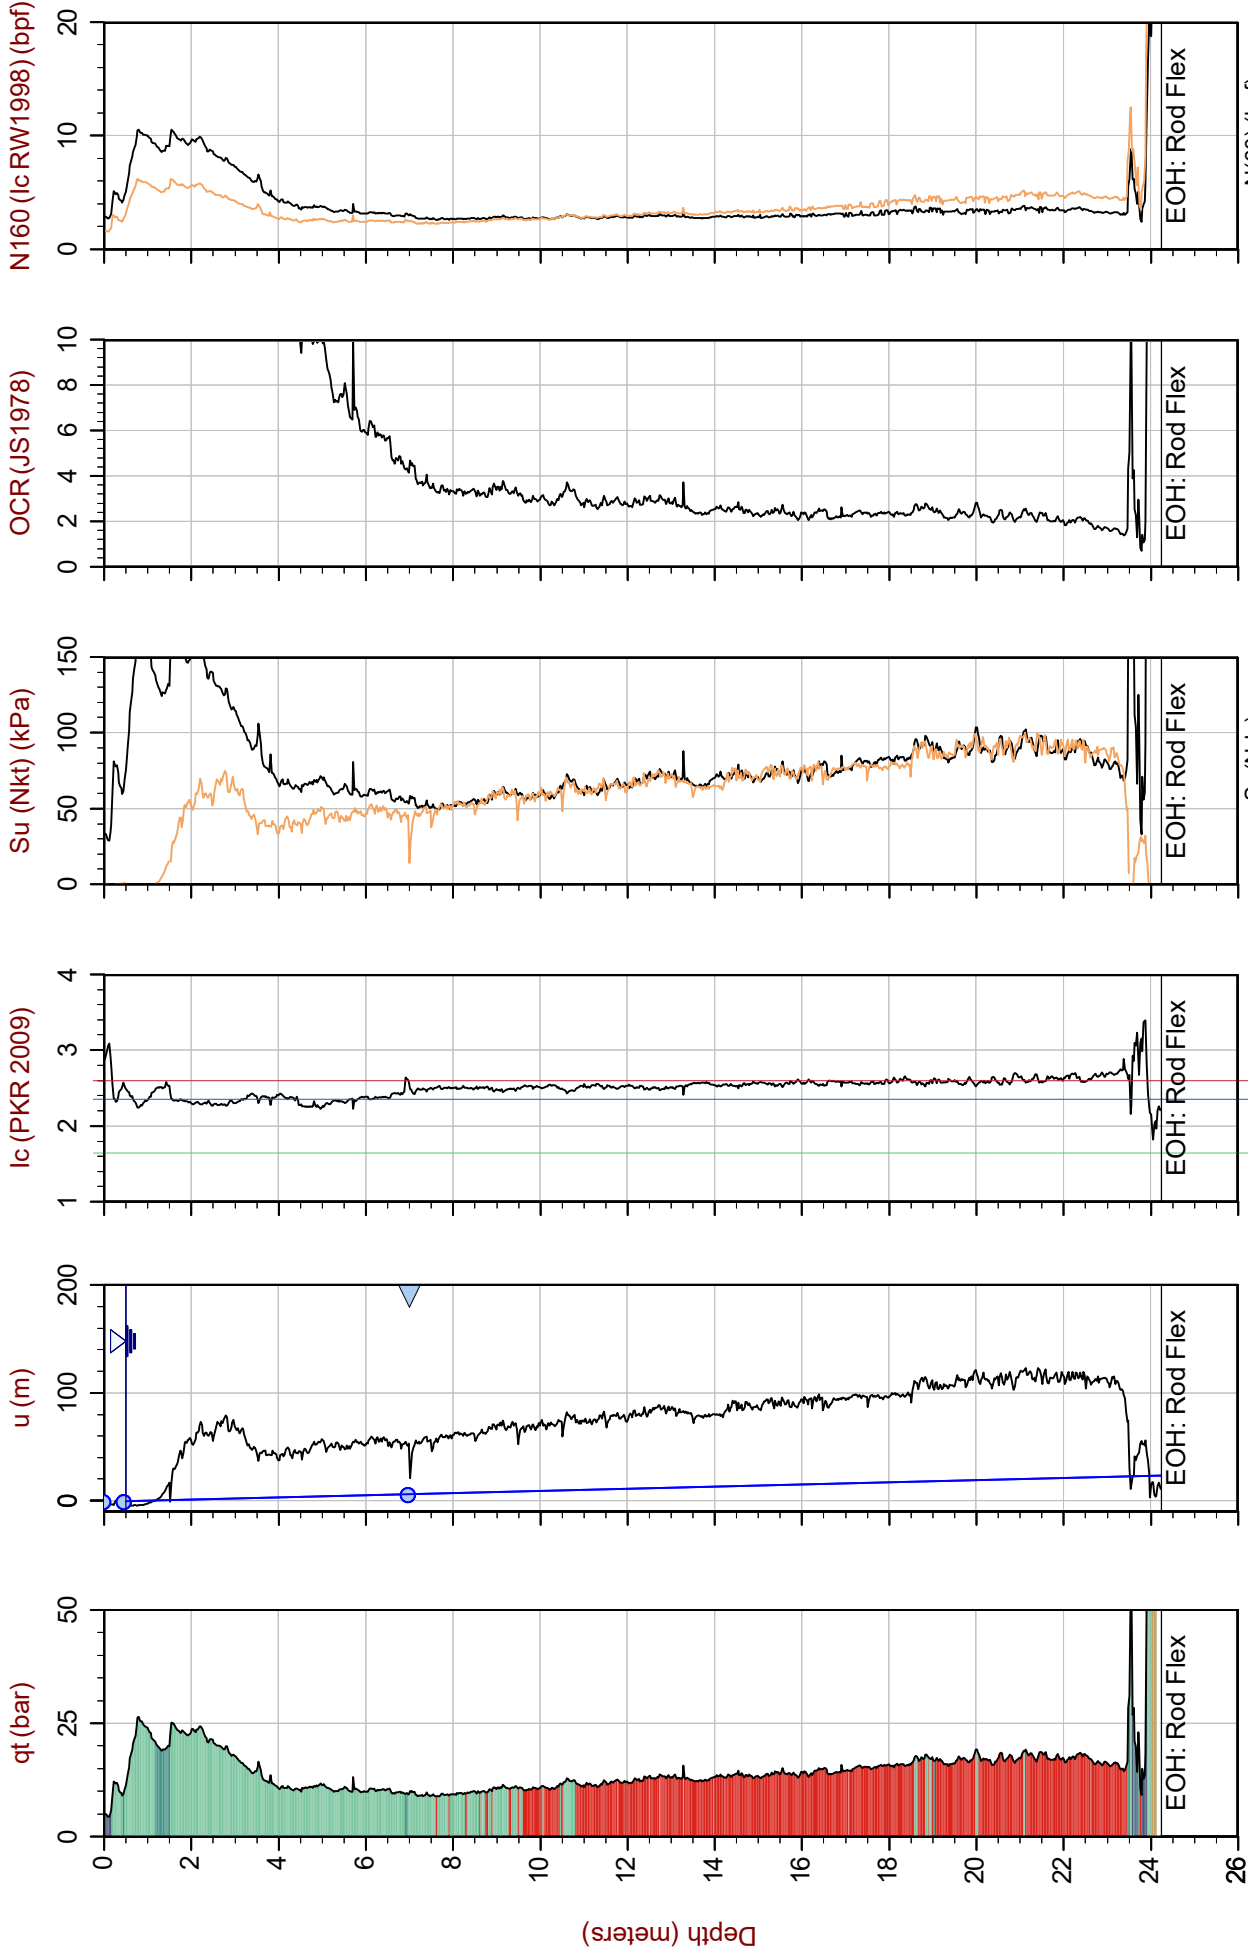 qt (bar)
u (m)
Ic (PKR 2009)
Su (Nkt) (kPa)
OCR (JS1978)
N160 (Ic RW1998) (bpf)
0 25 50
0 100 200
1 2 3 4
0 50 100 150
0 2 4 6 8 10
0 10 20
Depth (meters)
0
2
4
6
8
10
12
14
16
18
20
22
24
26
EOH: Rod Flex
EOH: Rod Flex
EOH: Rod Flex
EOH: Rod Flex
EOH: Rod Flex
EOH: Rod Flex